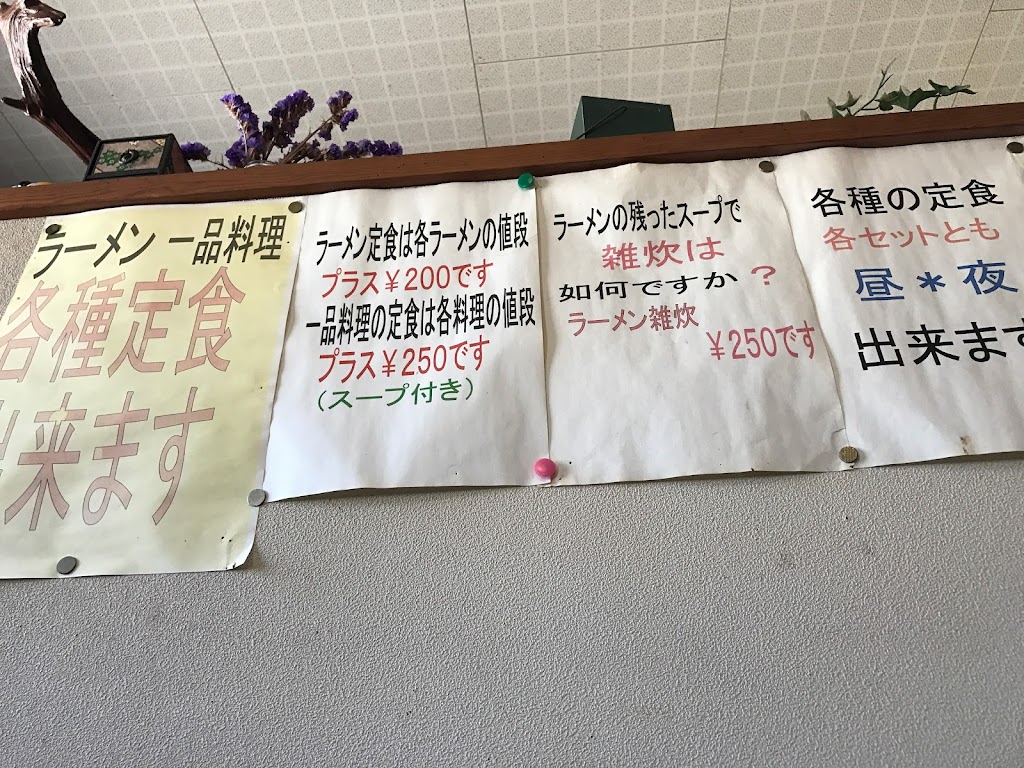 ラーメン 一品料理
各種定食
出来ます
ラーメン定食は各ラーメンの値段
プラス￥200です
一品料理の定食は各料理の値段
プラス￥250です
（スープ付き）
ラーメンの残ったスープで
雑炊は
如何ですか？
ラーメン雑炊
￥250です
各種の定食
各セットとも
昼＊夜
出来ます